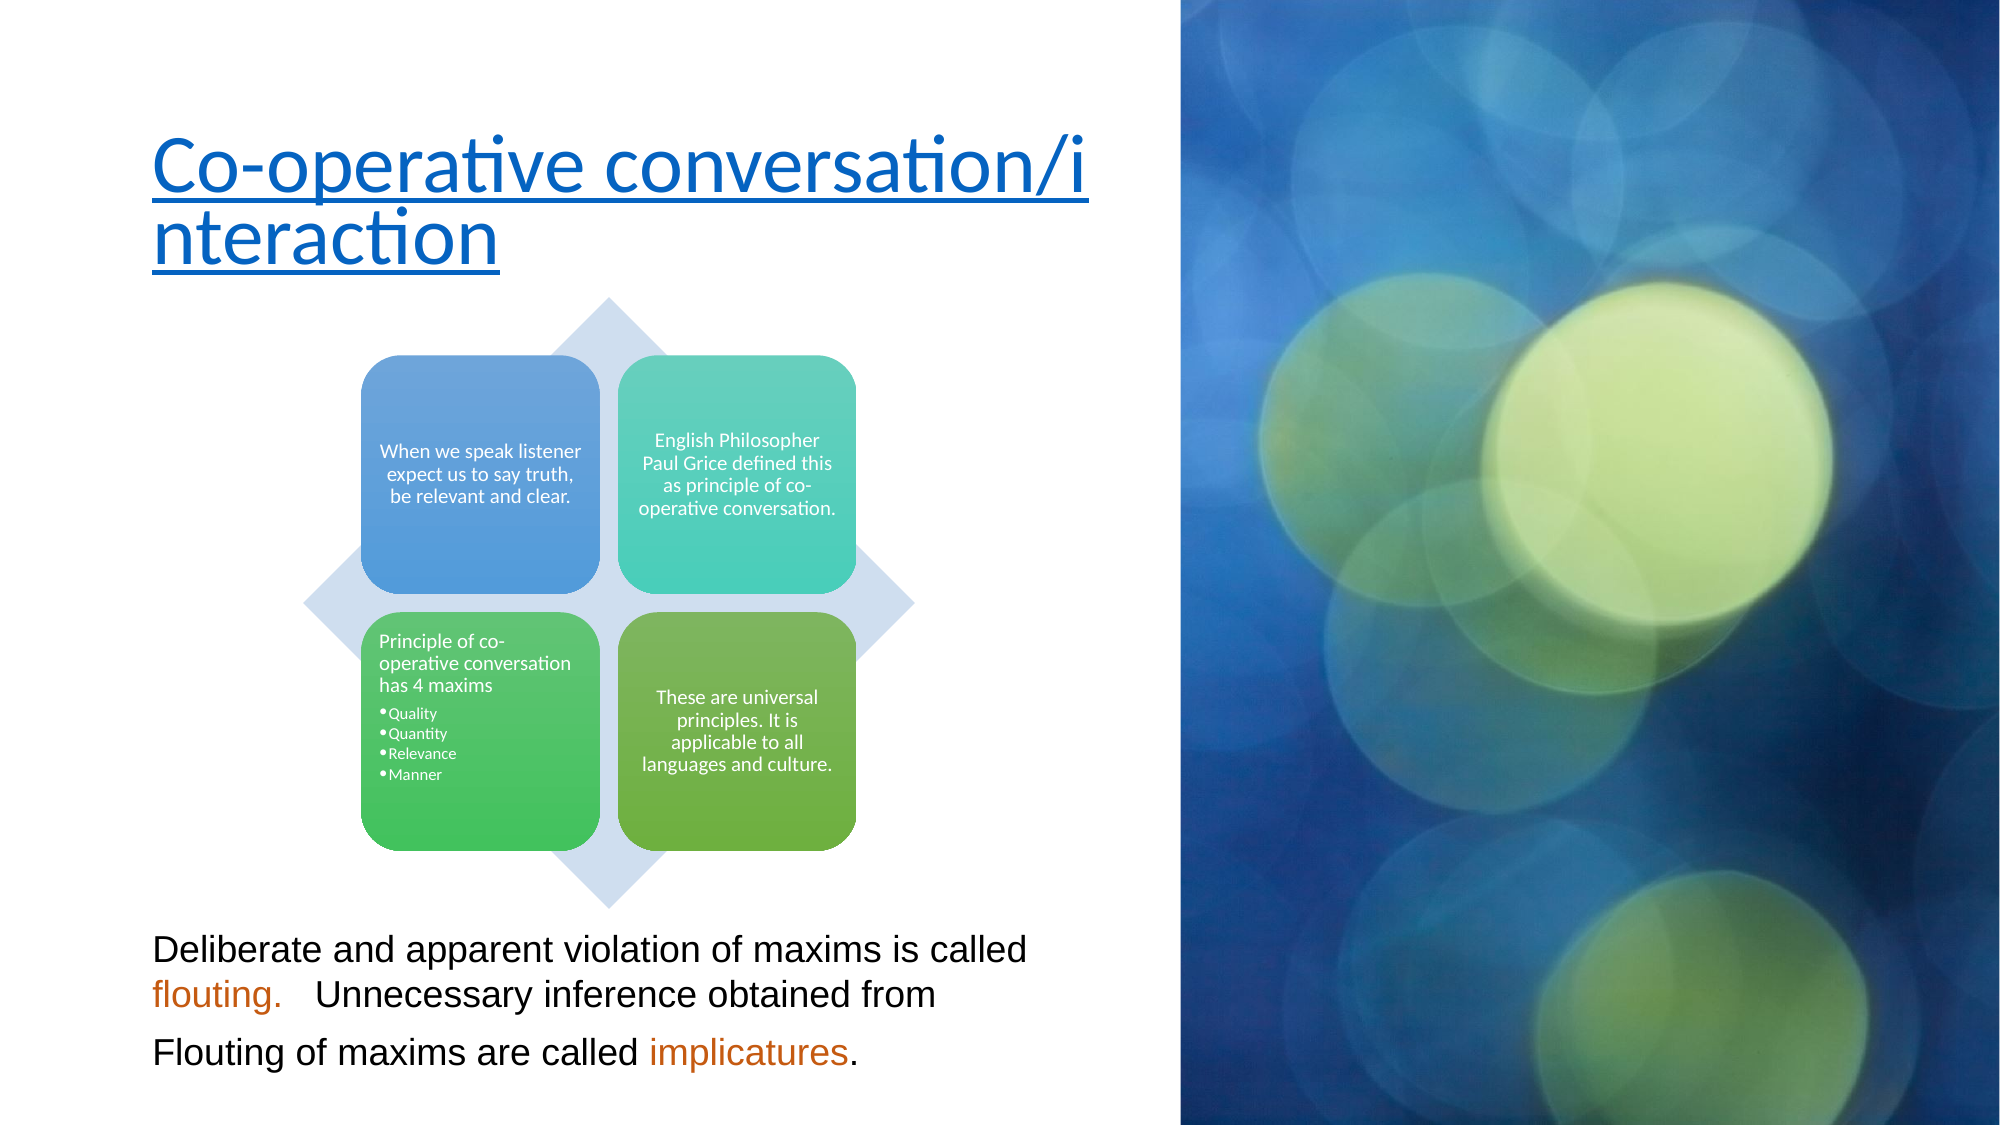 Co-operative conversation/i
nteraction
When we speak listener
expect us to say truth,
be relevant and clear.
English Philosopher
Paul Grice defined this
as principle of co-
operative conversation.
Principle of co-
operative conversation
has 4 maxims
•Quality
•Quantity
•Relevance
•Manner
These are universal
principles. It is
applicable to all
languages and culture.
Deliberate and apparent violation of maxims is called
flouting.   Unnecessary inference obtained from
Flouting of maxims are called implicatures.